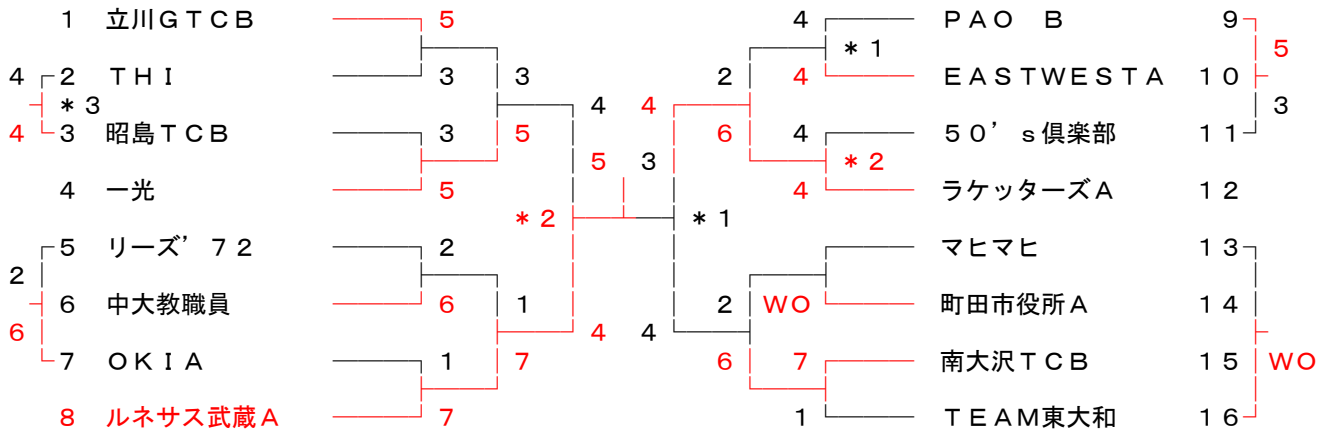 １ 立川ＧＴＣＢ 5 4 ＰＡＯ　Ｂ ９
＊１ 5
4 ２ ＴＨＩ 3 3 2 4 ＥＡＳＴＷＥＳＴＡ １０
＊３ 4 4 3
4 ３ 昭島ＴＣＢ 3 5 6 4 ５０’ｓ倶楽部 １１
5 3 ＊２
４ 一光 5 4 ラケッターズＡ １２
＊２ ＊１
５ リーズ’７２ 2 マヒマヒ １３
2
６ 中大教職員 6 1 2 ＷＯ 町田市役所Ａ １４
6 4 4
７ ＯＫＩＡ 1 7 6 7 南大沢ＴＣＢ １５ ＷＯ
８ ルネサス武蔵Ａ 7 1 ＴＥＡＭ東大和 １６